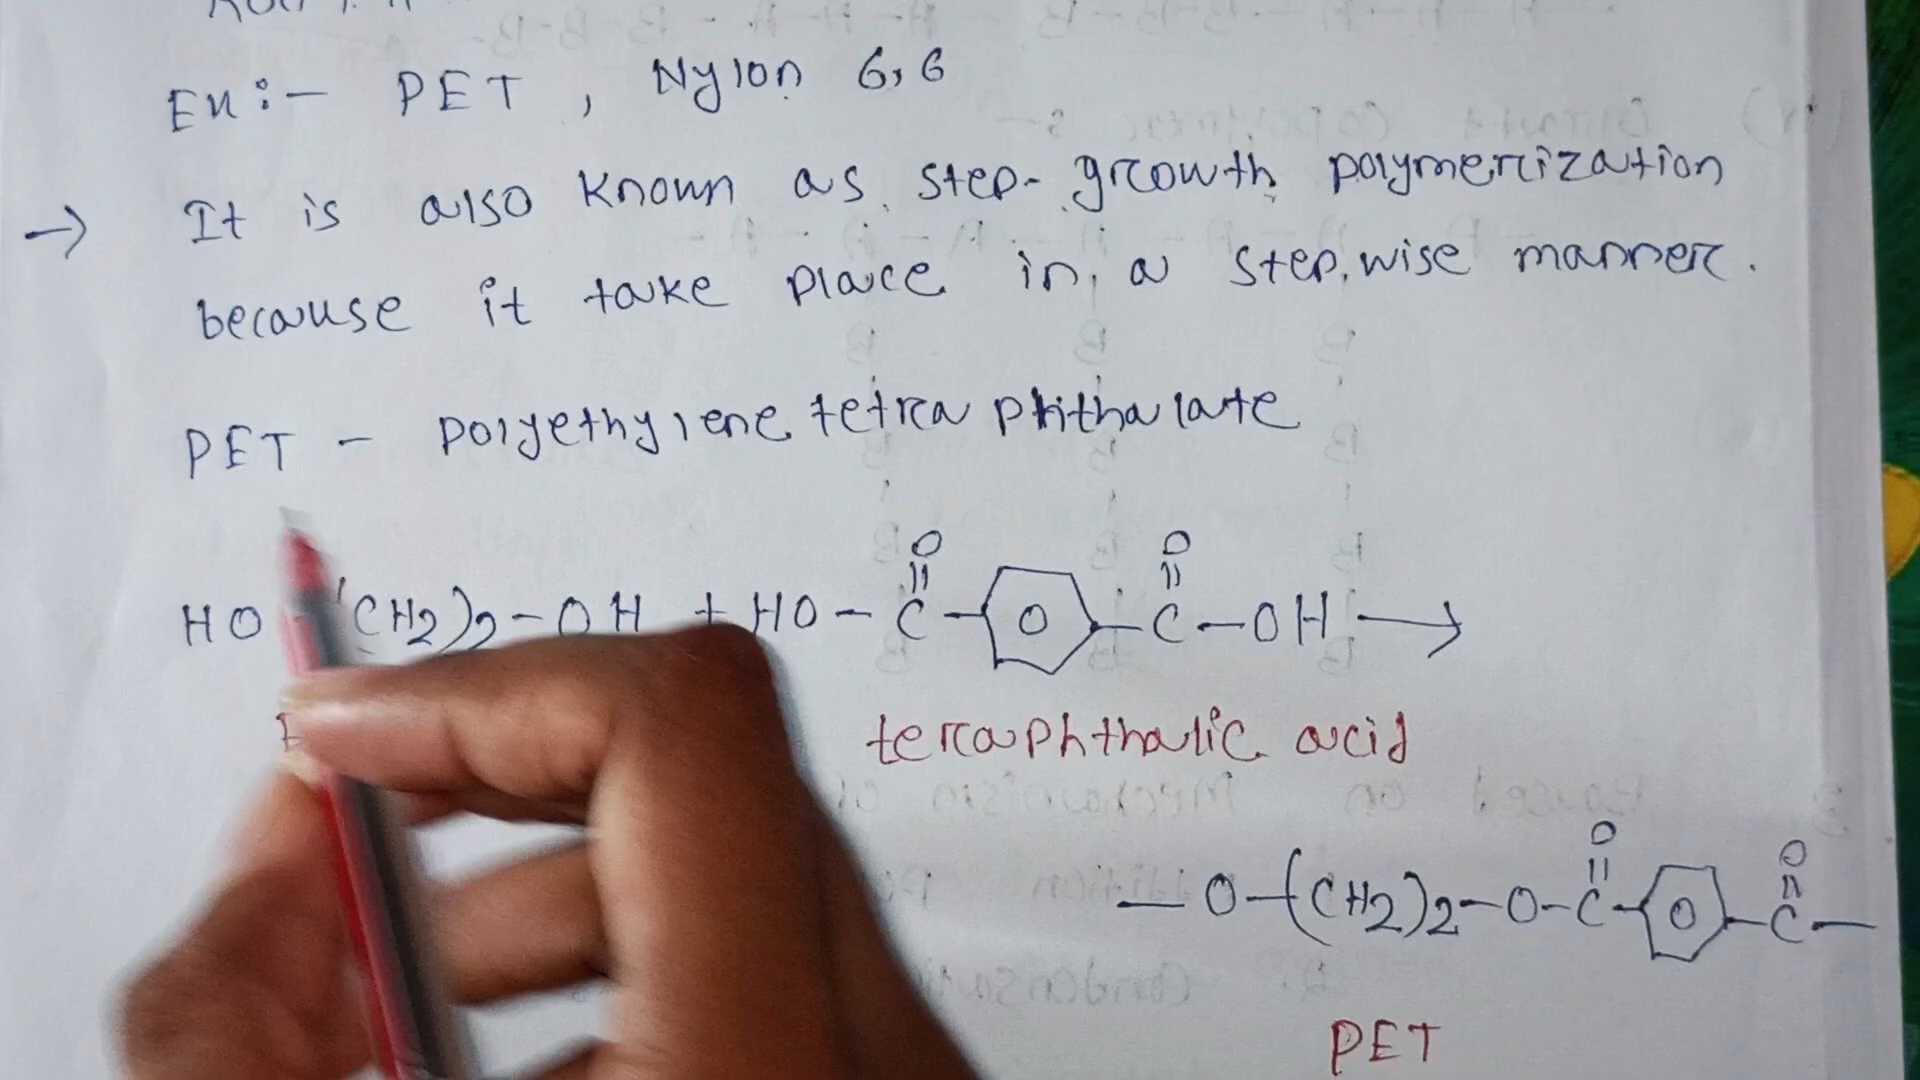 Ex :- PET , Nylon 6,6
→ It is also known as step-growth polymerization
because it take place in a step wise manner.
PET - polyethylene tetra phthalate
O O
HO - (CH2)2 - OH + HO - C - O - C - OH →
teraphthalic acid
O O
- O - (CH2)2 - O - C - O - C -
PET